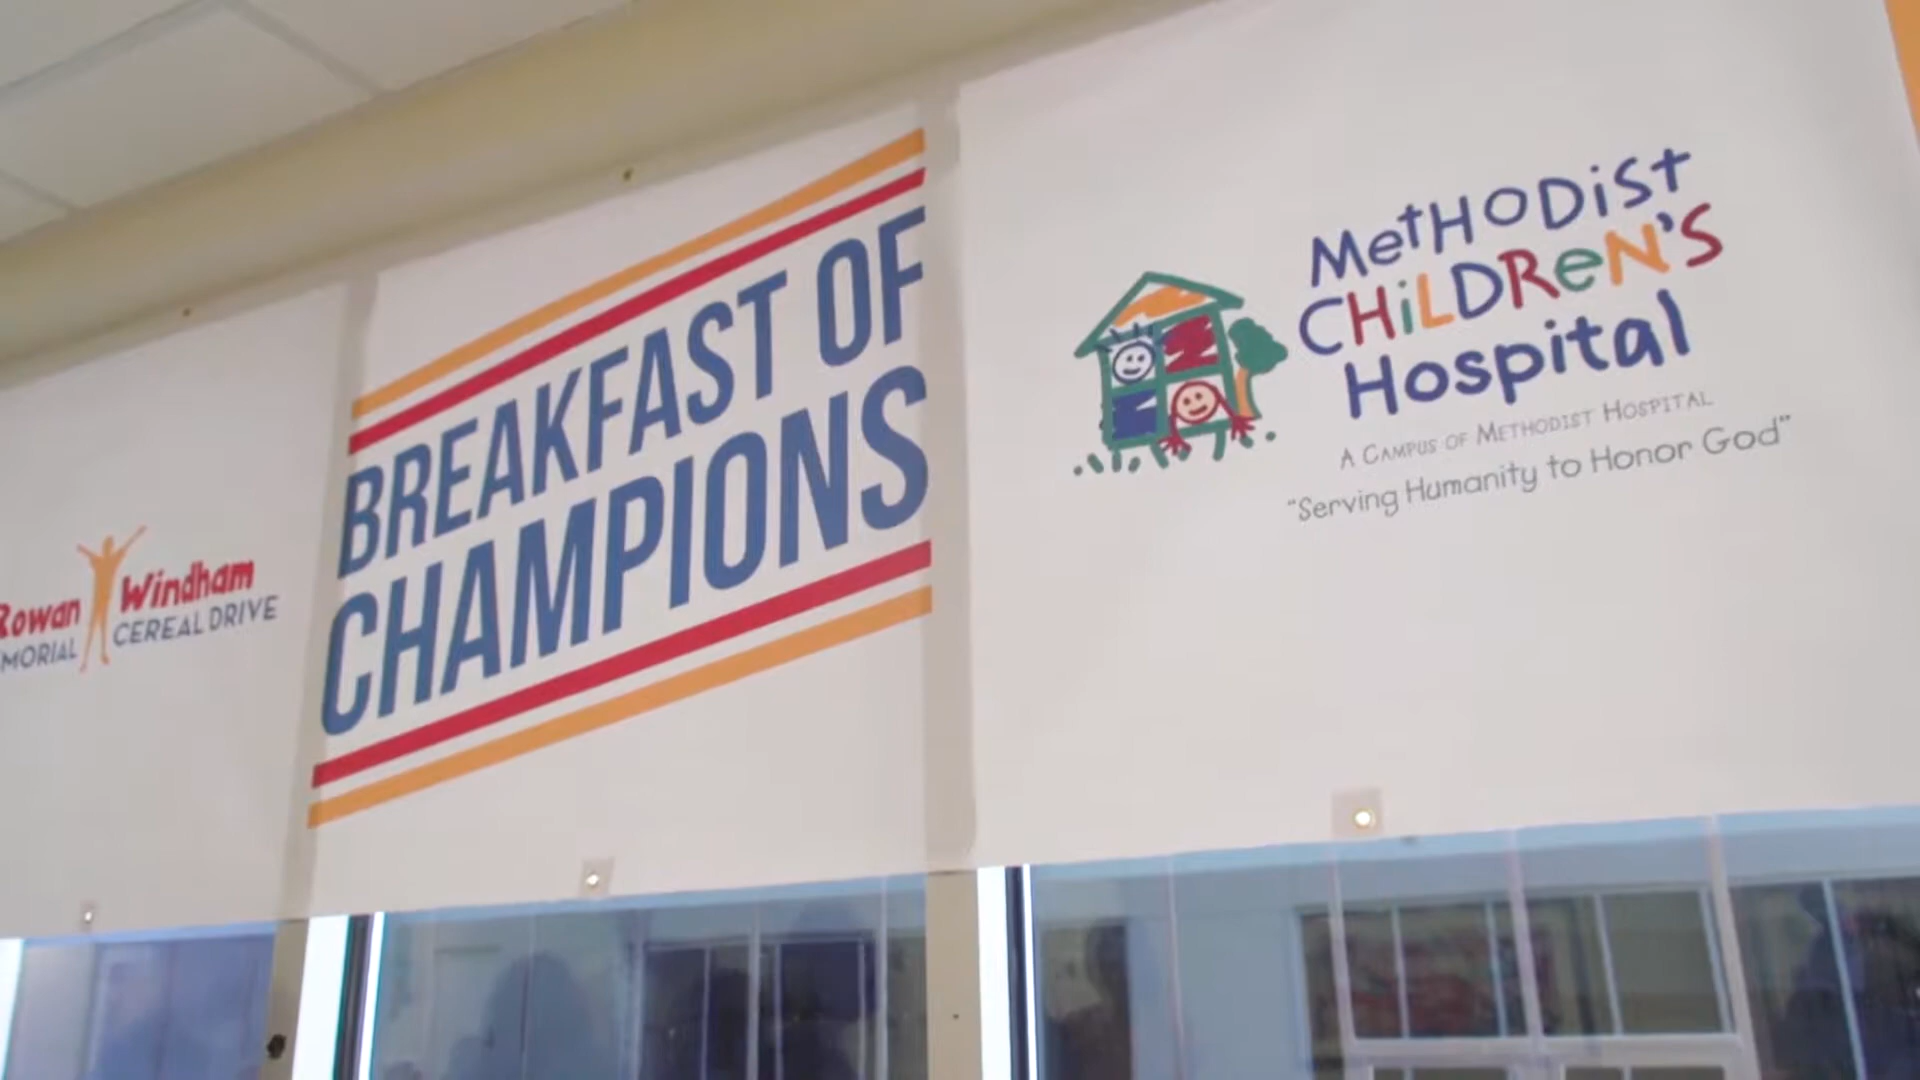 Rowan Windham
MORIAL CEREAL DRIVE
BREAKFAST OF
CHAMPIONS
MetHODiSt
CHiLDReN'S
Hospital
A CAMPUS OF METHODIST HOSPITAL
"Serving Humanity to Honor God"